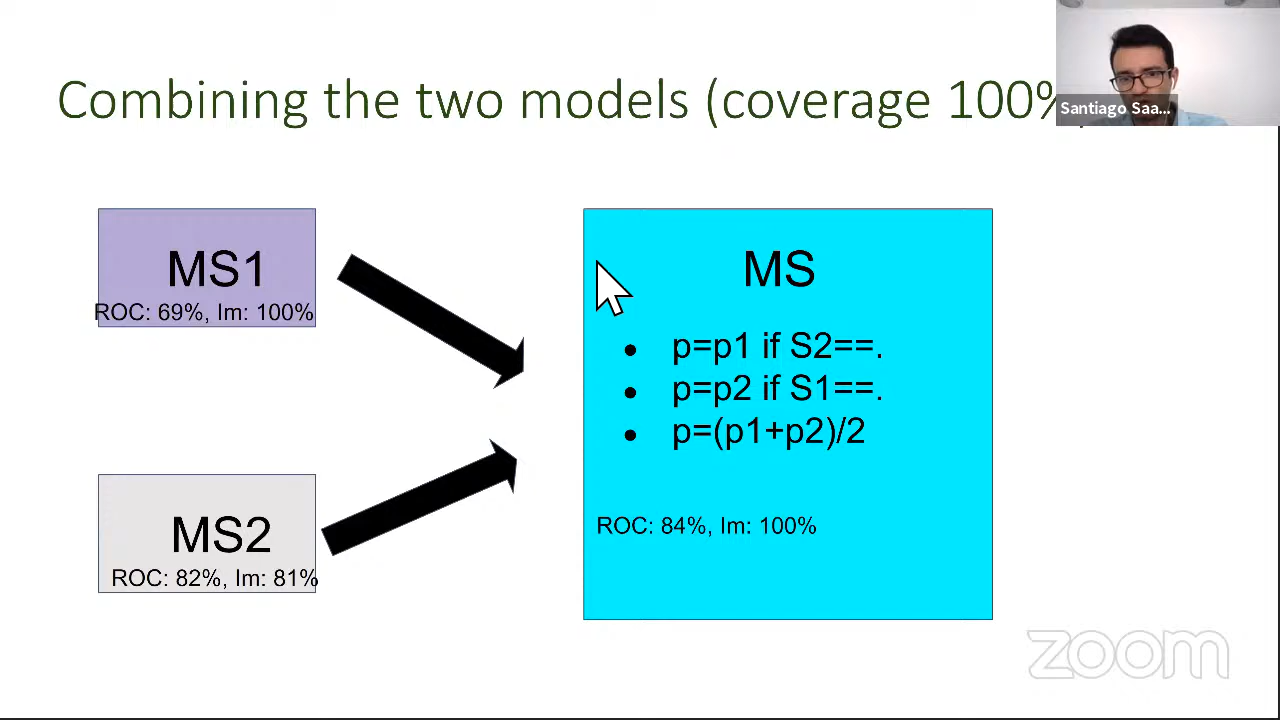 Combining the two models (coverage 100%
Santiago Saa...
MS1
ROC: 69%, Im: 100%
MS2
ROC: 82%, Im: 81%
MS
• p=p1 if S2==.
• p=p2 if S1==.
• p=(p1+p2)/2
ROC: 84%, Im: 100%
zoom